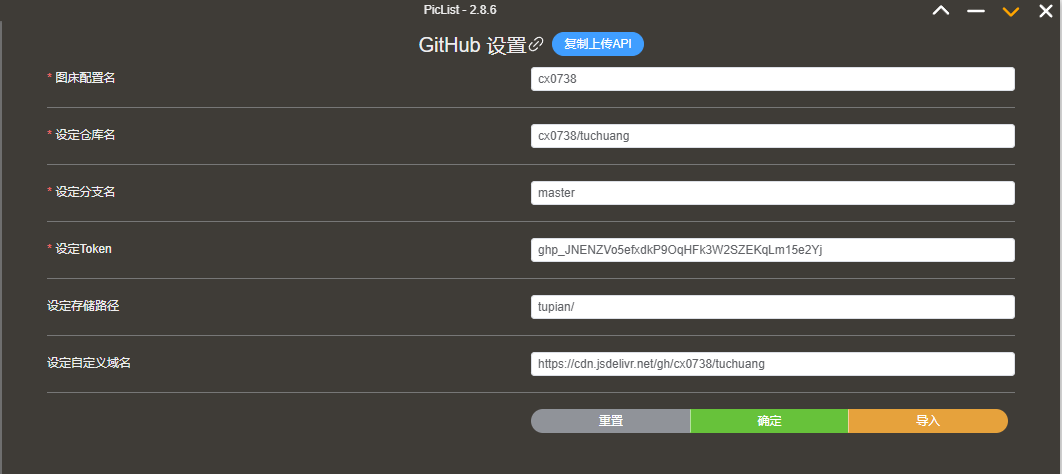 PicList - 2.8.6
GitHub 设置 复制上传API
* 图床配置名 cx0738
* 设定仓库名 cx0738/tuchuang
* 设定分支名 master
* 设定Token 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
设定存储路径 tupian/
设定自定义域名 https://cdn.jsdelivr.net/gh/cx0738/tuchuang
重置 确定 导入